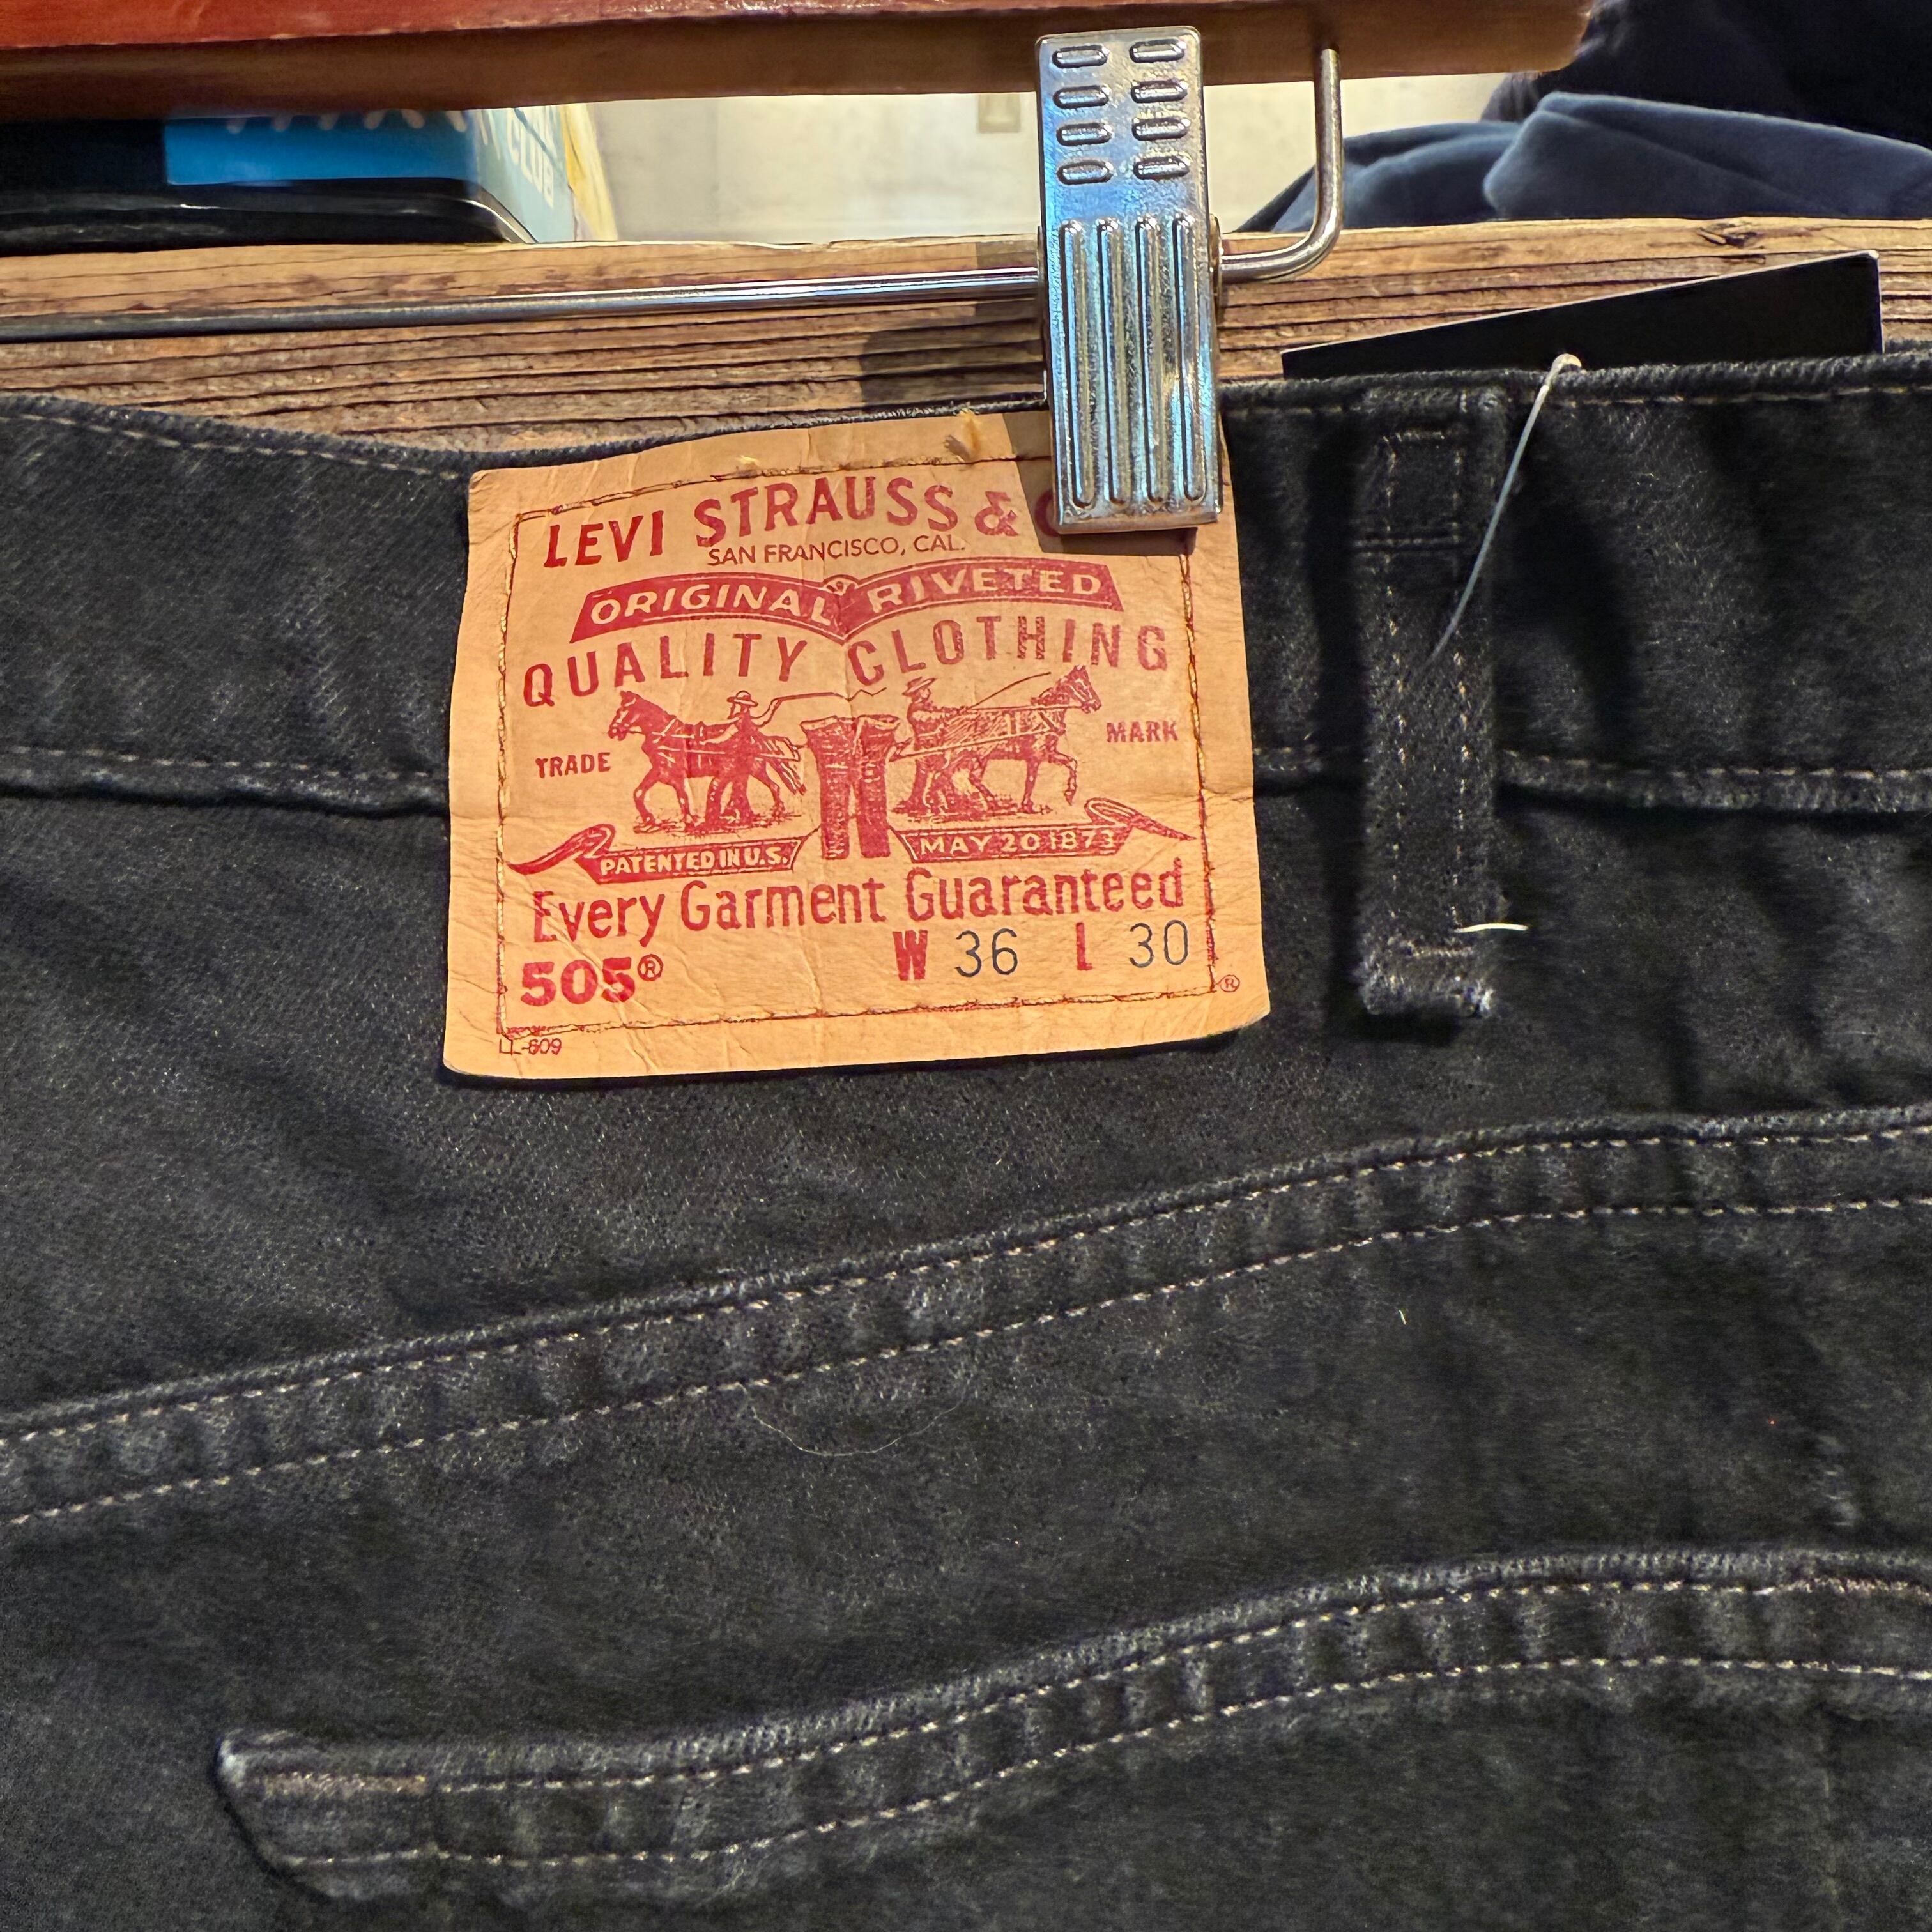 CLUB
LEVI STRAUSS &
SAN FRANCISCO, CAL.
ORIGINAL RIVETED
QUALITY CLOTHING
TRADE MARK
PATENTED IN U.S. MAY 20 1873
Every Garment Guaranteed
505® W 36 L 30
®
LL-609